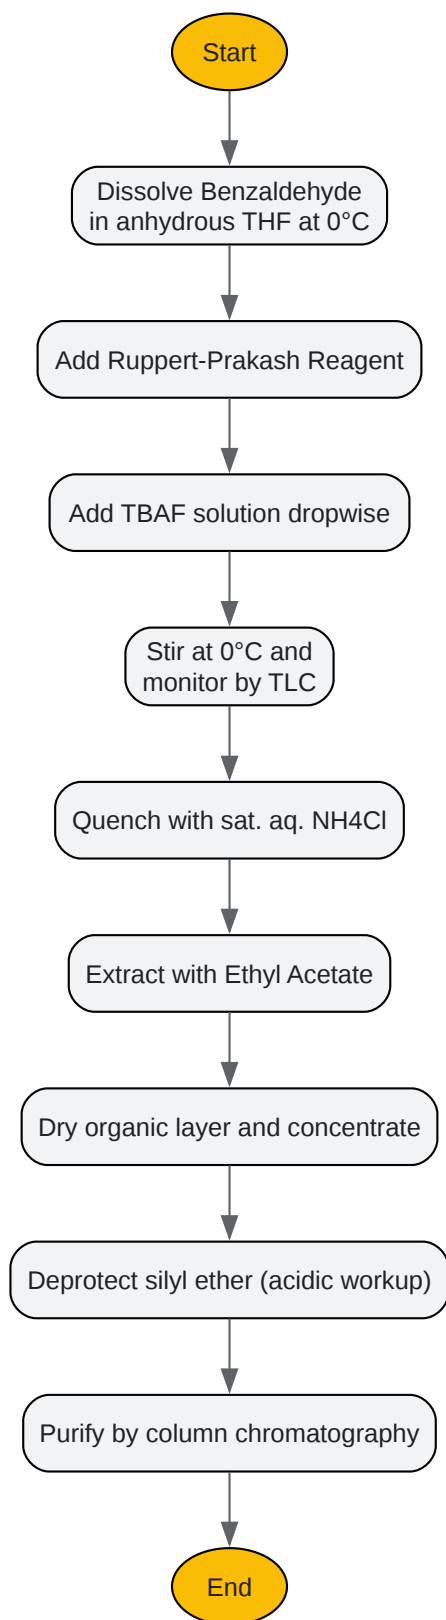 Start
Dissolve Benzaldehyde
in anhydrous THF at 0°C
Add Ruppert-Prakash Reagent
Add TBAF solution dropwise
Stir at 0°C and
monitor by TLC
Quench with sat. aq. NH4Cl
Extract with Ethyl Acetate
Dry organic layer and concentrate
Deprotect silyl ether (acidic workup)
Purify by column chromatography
End